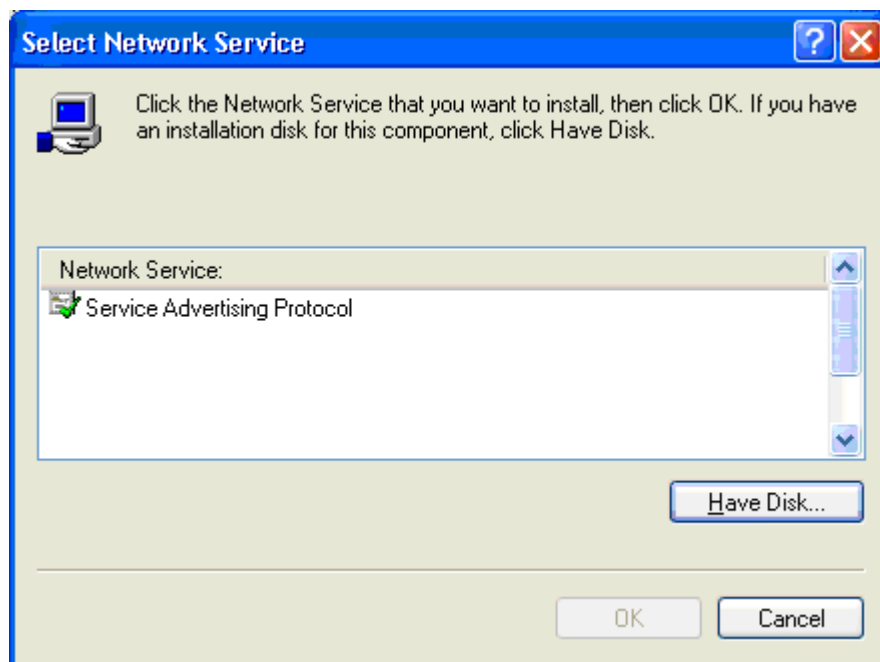 Select Network Service
Click the Network Service that you want to install, then click OK. If you have
an installation disk for this component, click Have Disk.
Network Service:
Service Advertising Protocol
Have Disk...
OK
Cancel